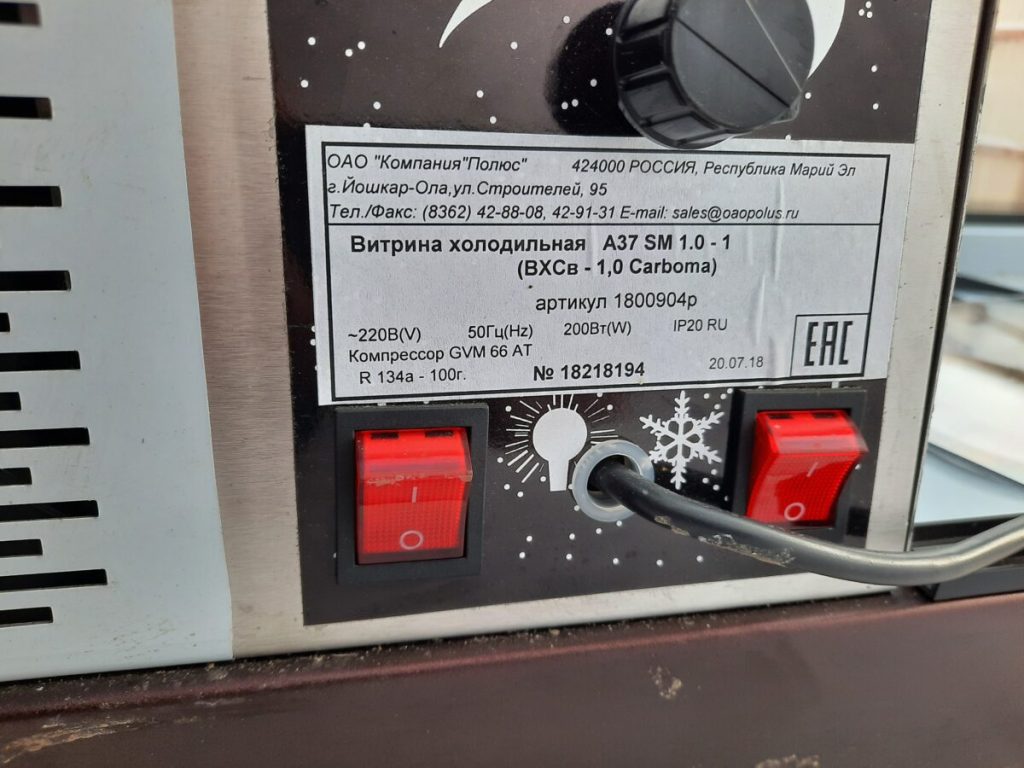 ОАО "Компания"Полюс" 424000 РОССИЯ, Республика Марий Эл
г.Йошкар-Ола,ул.Строителей, 95
Тел./Факс: (8362) 42-88-08, 42-91-31 E-mail: sales@oaopolus.ru
Витрина холодильная A37 SM 1.0 - 1
(ВХСв - 1,0 Carboma)
артикул 1800904р
~220В(V) 50Гц(Hz) 200Вт(W) IP20 RU
Компрессор GVM 66 AT
R 134a - 100г. № 18218194 20.07.18
EAC
I
O
I
O